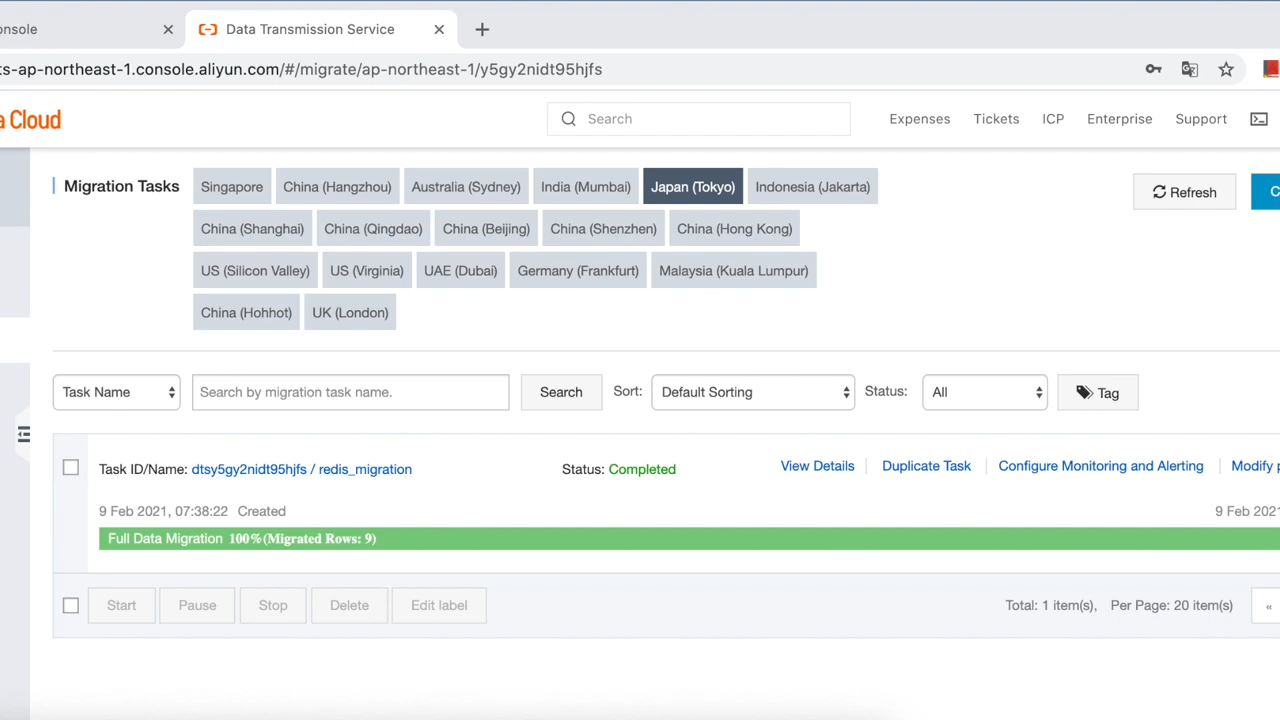 onsole
Data Transmission Service
ts-ap-northeast-1.console.aliyun.com/#/migrate/ap-northeast-1/y5gy2nidt95hjfs
a Cloud
Search
Expenses Tickets ICP Enterprise Support
Migration Tasks
Singapore China (Hangzhou) Australia (Sydney) India (Mumbai) Japan (Tokyo) Indonesia (Jakarta)
China (Shanghai) China (Qingdao) China (Beijing) China (Shenzhen) China (Hong Kong)
US (Silicon Valley) US (Virginia) UAE (Dubai) Germany (Frankfurt) Malaysia (Kuala Lumpur)
China (Hohhot) UK (London)
Refresh
C
Task Name Search by migration task name. Search Sort: Default Sorting Status: All Tag
Task ID/Name: dtsy5gy2nidt95hjfs / redis_migration Status: Completed View Details Duplicate Task Configure Monitoring and Alerting Modify p
9 Feb 2021, 07:38:22 Created 9 Feb 2021
Full Data Migration 100%(Migrated Rows: 9)
Start Pause Stop Delete Edit label Total: 1 item(s), Per Page: 20 item(s) «